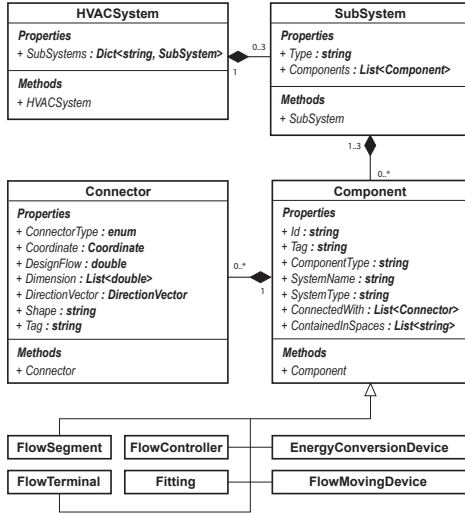 HVACSystem
Properties
+ SubSystems : Dict<string, SubSystem>
Methods
+ HVACSystem
1
0..3
SubSystem
Properties
+ Type : string
+ Components : List<Component>
Methods
+ SubSystem
1..3
0..*
Connector
Properties
+ ConnectorType : enum
+ Coordinate : Coordinate
+ DesignFlow : double
+ Dimension : List<double>
+ DirectionVector : DirectionVector
+ Shape : string
+ Tag : string
Methods
+ Connector
0..*
1
Component
Properties
+ Id : string
+ Tag : string
+ ComponentType : string
+ SystemName : string
+ SystemType : string
+ ConnectedWith : List<Connector>
+ ContainedInSpaces : List<string>
Methods
+ Component
FlowSegment
FlowController
EnergyConversionDevice
FlowTerminal
Fitting
FlowMovingDevice